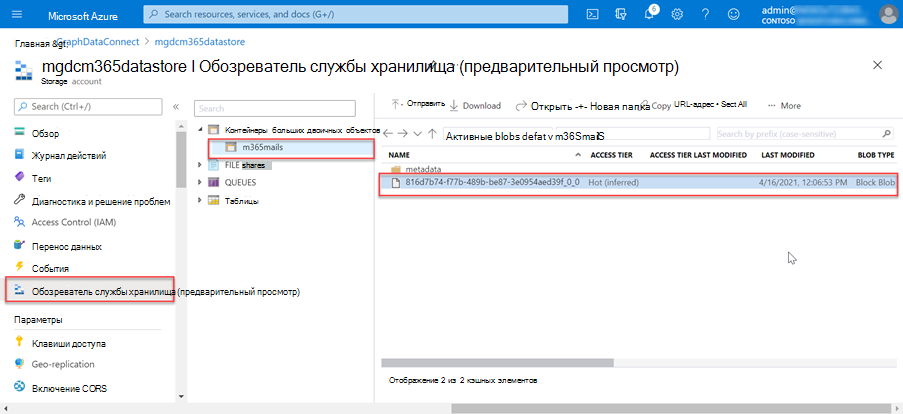 Microsoft Azure
Search resources, services, and docs (G+/)
6
admin@
CONTOSO
Главная &gt;
GraphDataConnect > mgdcm365datastore
mgdcm365datastore I Обозреватель службы хранилища (предварительный просмотр)
Storage account
Search (Ctrl+/)
Обзор
Журнал действий
Теги
Диагностика и решение проблем
Access Control (IAM)
Перенос данных
События
Обозреватель службы хранилища (предварительный просмотр)
Параметры
Клавиши доступа
Geo-replication
Включение CORS
Search
Контейнеры больших двоичных объектов
m365mails
FILE shares
QUEUES
Таблицы
Отправить Download Открыть -+- Новая папка Copy URL-адрес • Sect All ••• More
Активные blobs defat v m36SmailS
Search by prefix (case-sensitive)
NAME ACCESS TIER ACCESS TIER LAST MODIFIED LAST MODIFIED BLOB TYPE
metadata
816d7b74-f77b-489b-be87-3e0954aed39f_0_0 Hot (inferred) 4/16/2021, 12:06:53 PM Block Blob
Отображение 2 из 2 кэшных элементов